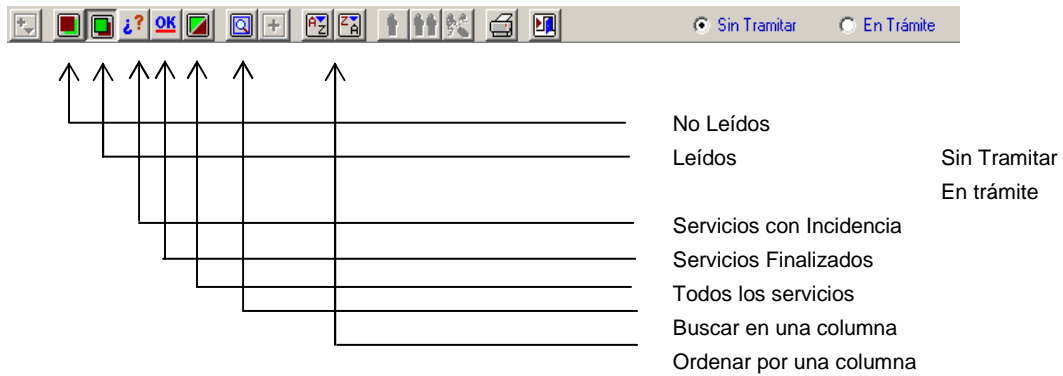 ¿? OK A Z Z A Sin Tramitar En Trámite
No Leídos
Leídos Sin Tramitar
En trámite
Servicios con Incidencia
Servicios Finalizados
Todos los servicios
Buscar en una columna
Ordenar por una columna